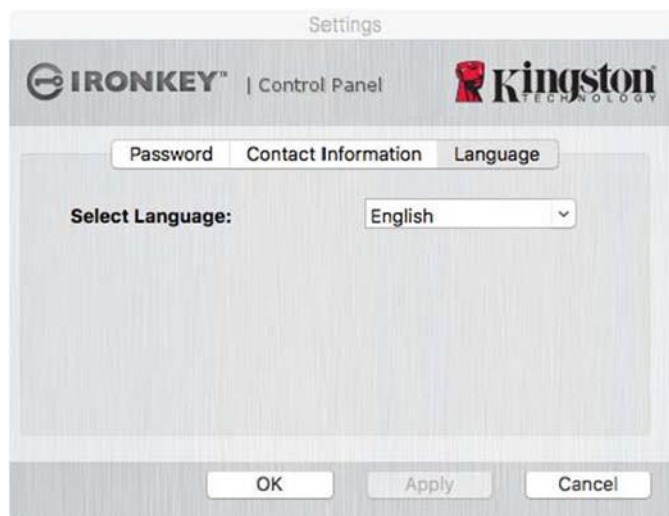 Settings
IRONKEY™ | Control Panel
Kingston
TECHNOLOGY
Password Contact Information Language
Select Language: English
OK Apply Cancel